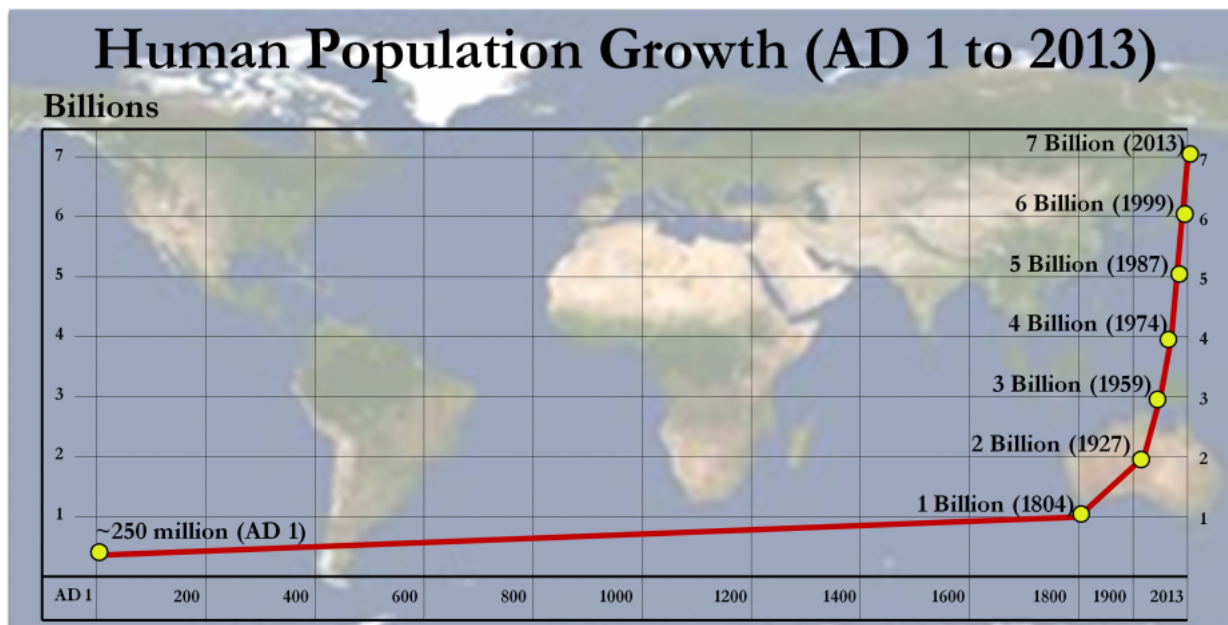 Human Population Growth (AD 1 to 2013)
Billions
7 Billion (2013)
7 7
6 Billion (1999)
6 6
5 Billion (1987)
5 5
4 Billion (1974)
4 4
3 Billion (1959)
3 3
2 Billion (1927)
2 2
1 Billion (1804)
1 1
~250 million (AD 1)
AD 1 200 400 600 800 1000 1200 1400 1600 1800 1900 2013